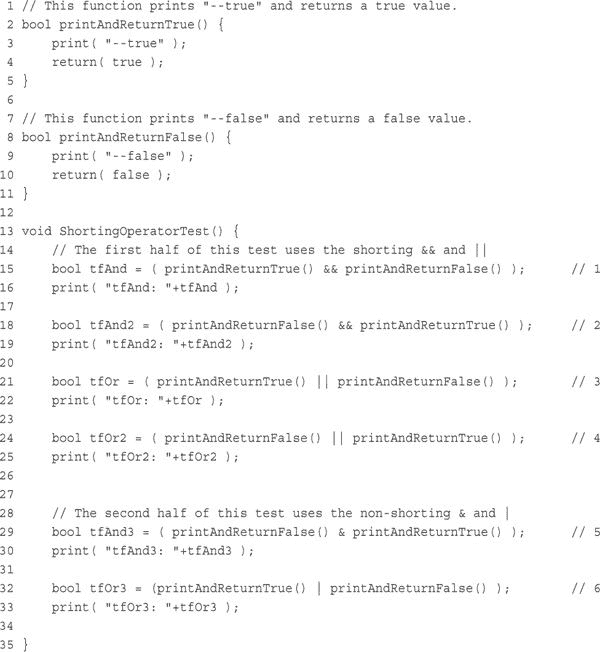 1 // This function prints "--true" and returns a true value.
2 bool printAndReturnTrue() {
3     print( "--true" );
4     return( true );
5 }
6
7 // This function prints "--false" and returns a false value.
8 bool printAndReturnFalse() {
9     print( "--false" );
10     return( false );
11 }
12
13 void ShortingOperatorTest() {
14     // The first half of this test uses the shorting && and ||
15     bool tfAnd = ( printAndReturnTrue() && printAndReturnFalse() );      // 1
16     print( "tfAnd: "+tfAnd );
17
18     bool tfAnd2 = ( printAndReturnFalse() && printAndReturnTrue() );     // 2
19     print( "tfAnd2: "+tfAnd2 );
20
21     bool tfOr = ( printAndReturnTrue() || printAndReturnFalse() );       // 3
22     print( "tfOr: "+tfOr );
23
24     bool tfOr2 = ( printAndReturnFalse() || printAndReturnTrue() );      // 4
25     print( "tfOr2: "+tfOr2 );
26
27
28     // The second half of this test uses the non-shorting & and |
29     bool tfAnd3 = ( printAndReturnFalse() & printAndReturnTrue() );      // 5
30     print( "tfAnd3: "+tfAnd3 );
31
32     bool tfOr3 = (printAndReturnTrue() | printAndReturnFalse() );        // 6
33     print( "tfOr3: "+tfOr3 );
34
35 }